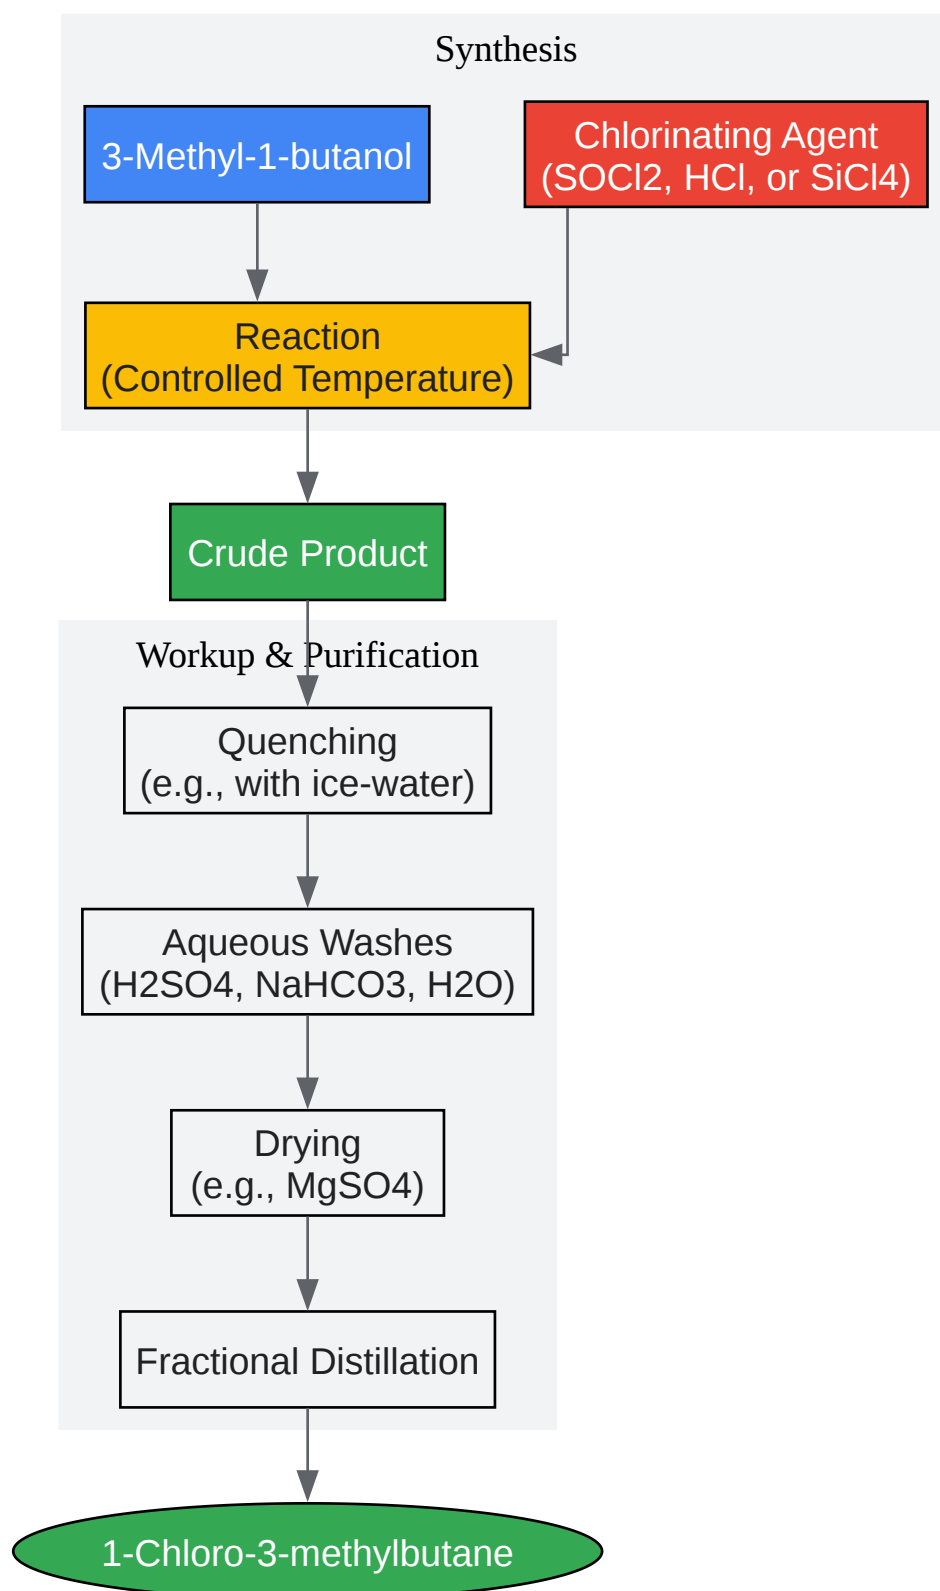 Synthesis
3-Methyl-1-butanol
Chlorinating Agent
(SOCl2, HCl, or SiCl4)
Reaction
(Controlled Temperature)
Crude Product
Workup & Purification
Quenching
(e.g., with ice-water)
Aqueous Washes
(H2SO4, NaHCO3, H2O)
Drying
(e.g., MgSO4)
Fractional Distillation
1-Chloro-3-methylbutane